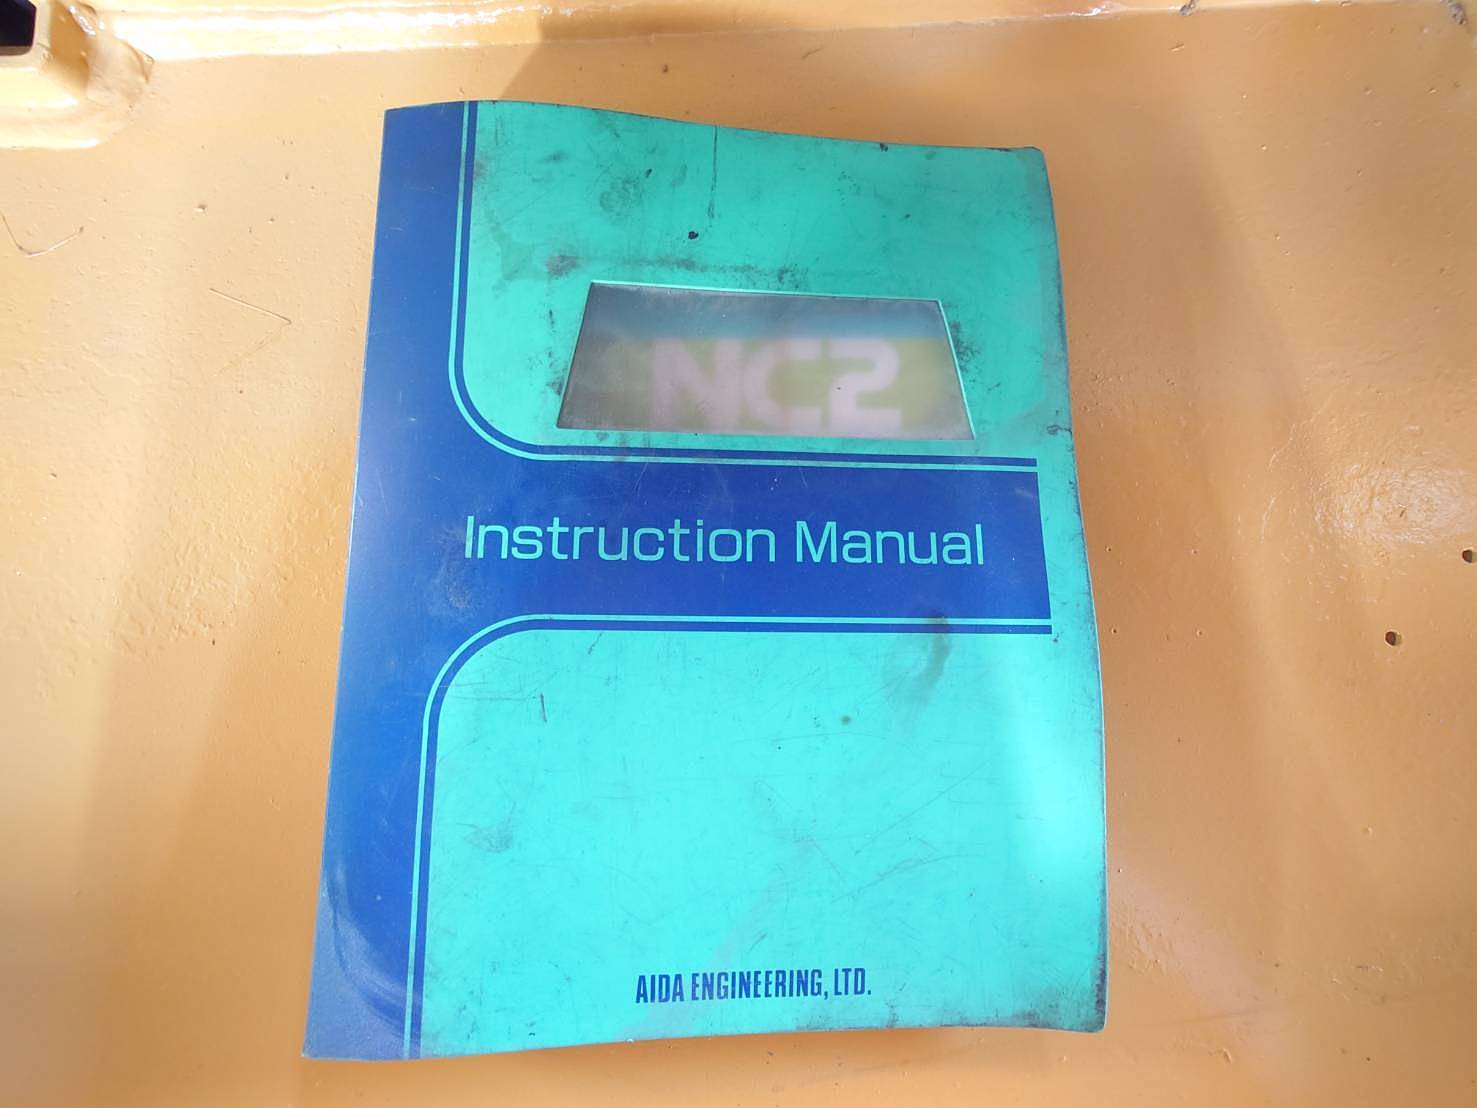 NC2
Instruction Manual
AIDA ENGINEERING, LTD.